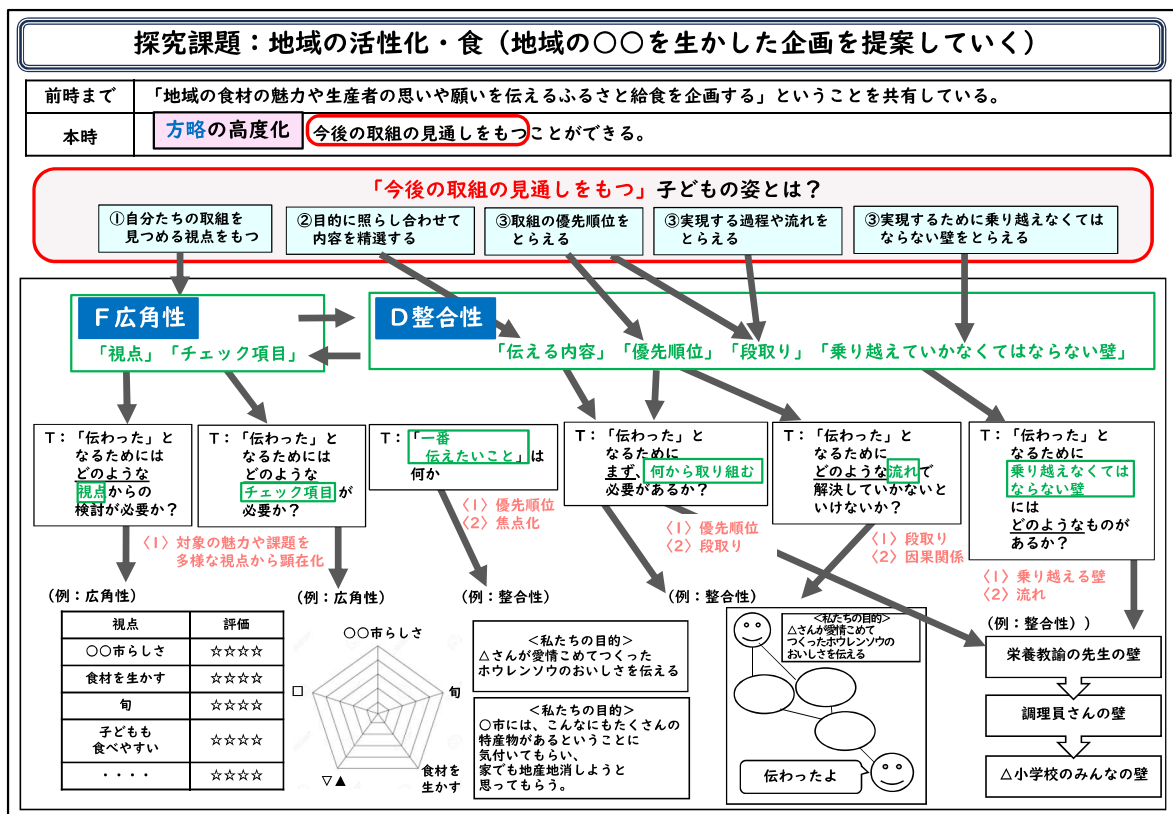 探究課題：地域の活性化・食（地域の〇〇を生かした企画を提案していく）
前時まで
「地域の食材の魅力や生産者の思いや願いを伝えるふるさと給食を企画する」ということを共有している。
本時
方略の高度化
今後の取組の見通しをもつことができる。
「今後の取組の見通しをもつ」子どもの姿とは？
①自分たちの取組を
見つめる視点をもつ
②目的に照らし合わせて
内容を精選する
③取組の優先順位を
とらえる
③実現する過程や流れを
とらえる
③実現するために乗り越えなくては
ならない壁をとらえる
Ｆ広角性
「視点」「チェック項目」
Ｄ整合性
「伝える内容」「優先順位」「段取り」「乗り越えていかなくてはならない壁」
Ｔ：「伝わった」と
なるためには
どのような
視点からの
検討が必要か？
Ｔ：「伝わった」と
なるためには
どのような
チェック項目が
必要か？
Ｔ：「一番
伝えたいこと」は
何か
Ｔ：「伝わった」と
なるために
まず、何から取り組む
必要があるか？
Ｔ：「伝わった」と
なるために
どのような流れで
解決していかないと
いけないか？
Ｔ：「伝わった」と
なるために
乗り越えなくては
ならない壁
には
どのようなものが
あるか？
〈１〉対象の魅力や課題を
多様な視点から顕在化
〈１〉優先順位
〈２〉焦点化
〈１〉優先順位
〈２〉段取り
〈１〉段取り
〈２〉因果関係
〈１〉乗り越える壁
〈２〉流れ
（例：広角性）
視点 評価
〇〇市らしさ ☆☆☆☆
食材を生かす ☆☆☆☆
旬 ☆☆☆☆
子どもも
食べやすい ☆☆☆☆
・・・・ ☆☆☆☆
（例：広角性）
〇〇市らしさ
旬
食材を
生かす
▽▲
□
（例：整合性）
＜私たちの目的＞
△さんが愛情こめてつくった
ホウレンソウのおいしさを伝える
＜私たちの目的＞
〇市には、こんなにもたくさんの
特産物があるということに
気付いてもらい、
家でも地産地消しようと
思ってもらう。
（例：整合性）
＜私たちの目的＞
△さんが愛情こめて
つくったホウレンソウの
おいしさを伝える
伝わったよ
（例：整合性））
栄養教諭の先生の壁
調理員さんの壁
△小学校のみんなの壁